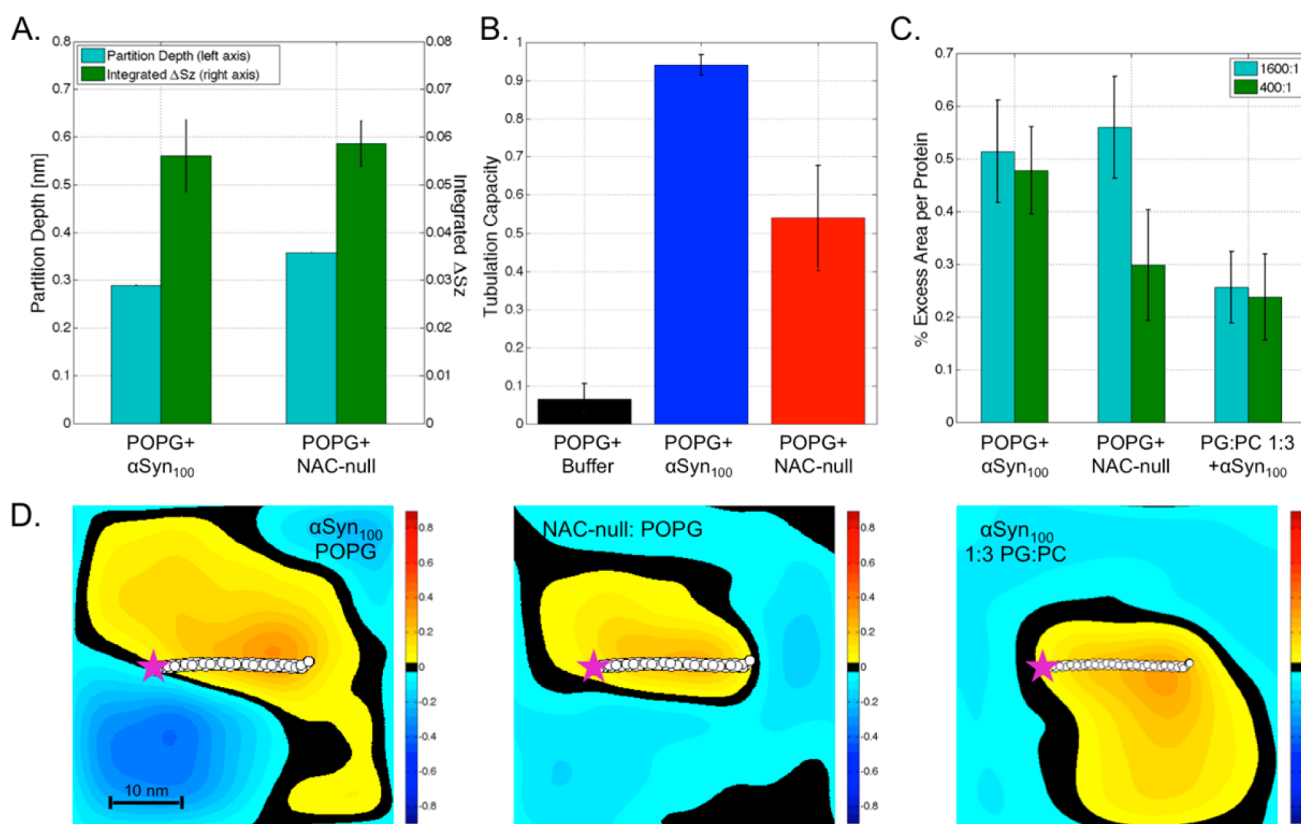 A.
Partition Depth (left axis)
Integrated ΔSz (right axis)
0.8
0.7
0.6
0.5
0.4
0.3
0.2
0.1
0
Partition Depth [nm]
0.08
0.07
0.06
0.05
0.04
0.03
0.02
0.01
0
Integrated ΔSz
POPG+ POPG+
αSyn₁₀₀ NAC-null
B.
1
0.9
0.8
0.7
0.6
0.5
0.4
0.3
0.2
0.1
0
Tubulation Capacity
POPG+ POPG+ POPG+
Buffer αSyn₁₀₀ NAC-null
C.
1600:1
400:1
0.7
0.6
0.5
0.4
0.3
0.2
0.1
0
% Excess Area per Protein
POPG+ POPG+ PG:PC 1:3
αSyn₁₀₀ NAC-null +αSyn₁₀₀
D.
αSyn₁₀₀
POPG
10 nm
0.8
0.6
0.4
0.2
0
-0.2
-0.4
-0.6
-0.8
NAC-null: POPG
0.8
0.6
0.4
0.2
0
-0.2
-0.4
-0.6
-0.8
αSyn₁₀₀
1:3 PG:PC